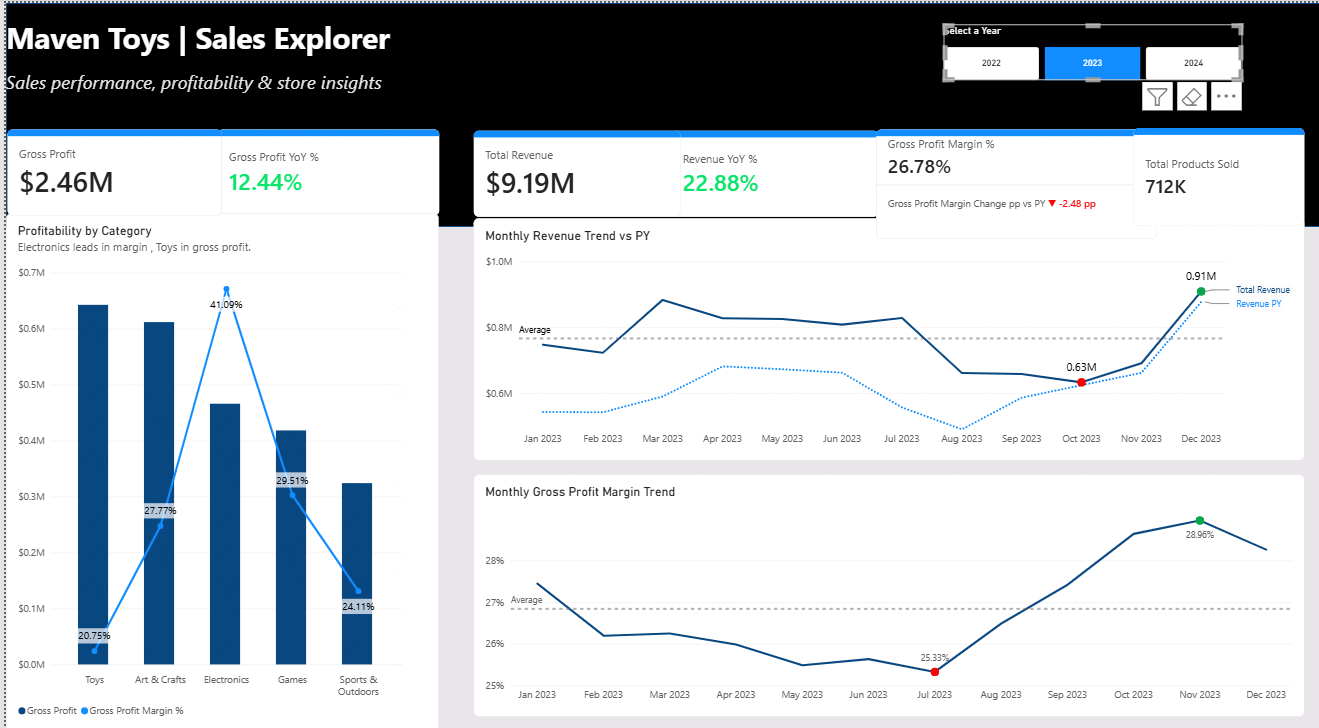 Maven Toys | Sales Explorer
Sales performance, profitability & store insights
Select a Year
2022 2023 2024
Gross Profit
$2.46M
Gross Profit YoY %
12.44%
Total Revenue
$9.19M
Revenue YoY %
22.88%
Gross Profit Margin %
26.78%
Gross Profit Margin Change pp vs PY ▼ -2.48 pp
Total Products Sold
712K
Profitability by Category
Electronics leads in margin , Toys in gross profit.
$0.7M
$0.6M
$0.5M
$0.4M
$0.3M
$0.2M
$0.1M
$0.0M
20.75%
27.77%
41.09%
29.51%
24.11%
Toys Art & Crafts Electronics Games Sports &
Outdoors
Gross Profit Gross Profit Margin %
Monthly Revenue Trend vs PY
$1.0M
$0.8M
$0.6M
Average
0.63M
0.91M
Total Revenue
Revenue PY
Jan 2023 Feb 2023 Mar 2023 Apr 2023 May 2023 Jun 2023 Jul 2023 Aug 2023 Sep 2023 Oct 2023 Nov 2023 Dec 2023
Monthly Gross Profit Margin Trend
28%
27%
26%
25%
Average
25.33%
28.96%
Jan 2023 Feb 2023 Mar 2023 Apr 2023 May 2023 Jun 2023 Jul 2023 Aug 2023 Sep 2023 Oct 2023 Nov 2023 Dec 2023